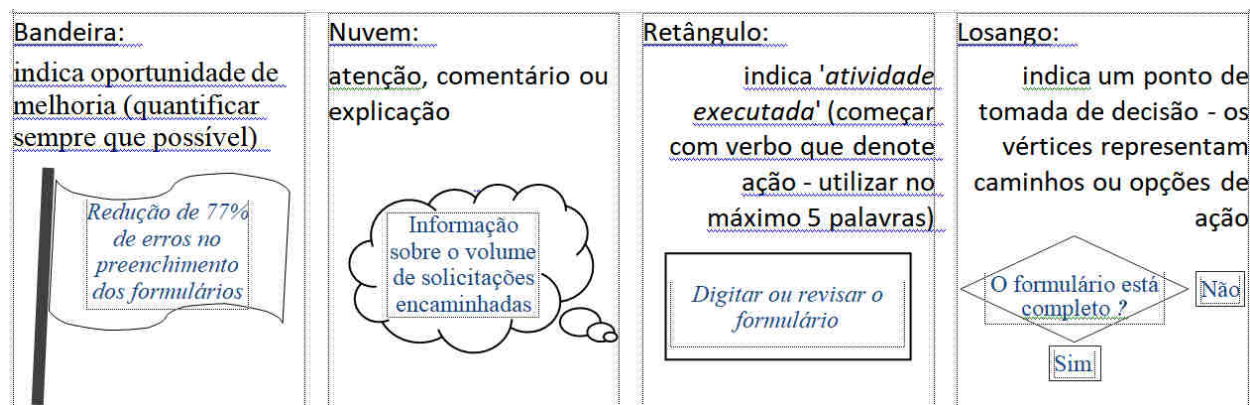 Bandeira:
indica oportunidade de
melhoria (quantificar
sempre que possível)
Redução de 77%
de erros no
preenchimento
dos formulários
Nuvem:
atenção, comentário ou
explicação
Informação
sobre o volume
de solicitações
encaminhadas
Retângulo:
indica 'atividade
executada' (começar
com verbo que denote
ação - utilizar no
máximo 5 palavras)
Digitar ou revisar o
formulário
Losango:
indica um ponto de
tomada de decisão - os
vértices representam
caminhos ou opções de
ação
O formulário está
completo ?
Não
Sim